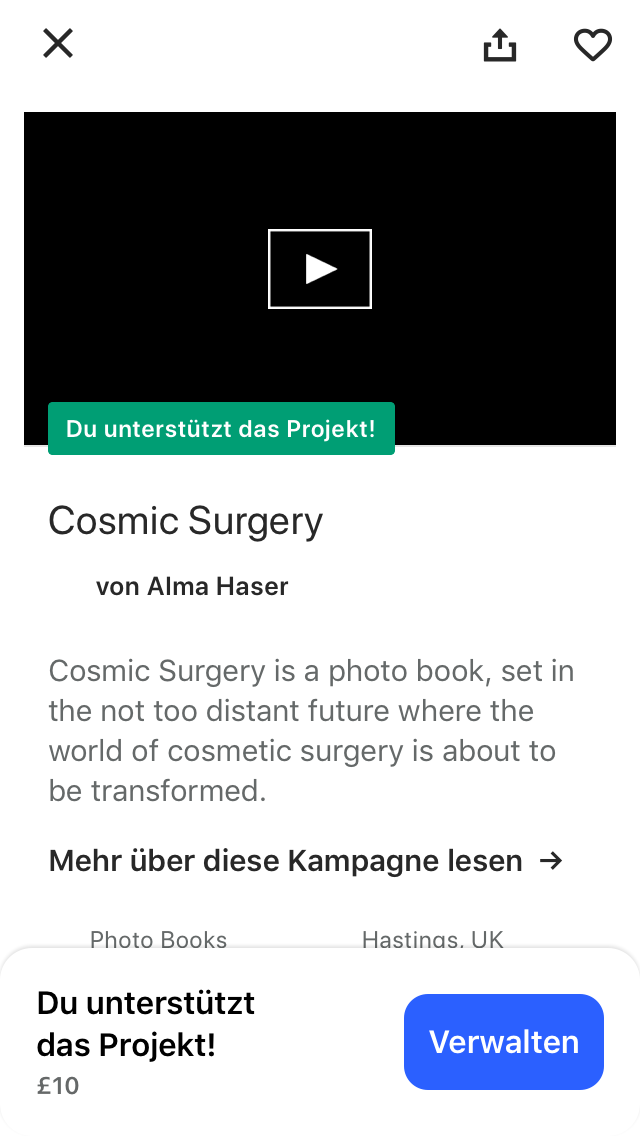 Du unterstützt das Projekt!
Cosmic Surgery
von Alma Haser
Cosmic Surgery is a photo book, set in
the not too distant future where the
world of cosmetic surgery is about to
be transformed.
Mehr über diese Kampagne lesen →
Photo Books
Hastings, UK
Du unterstützt
das Projekt!
£10
Verwalten